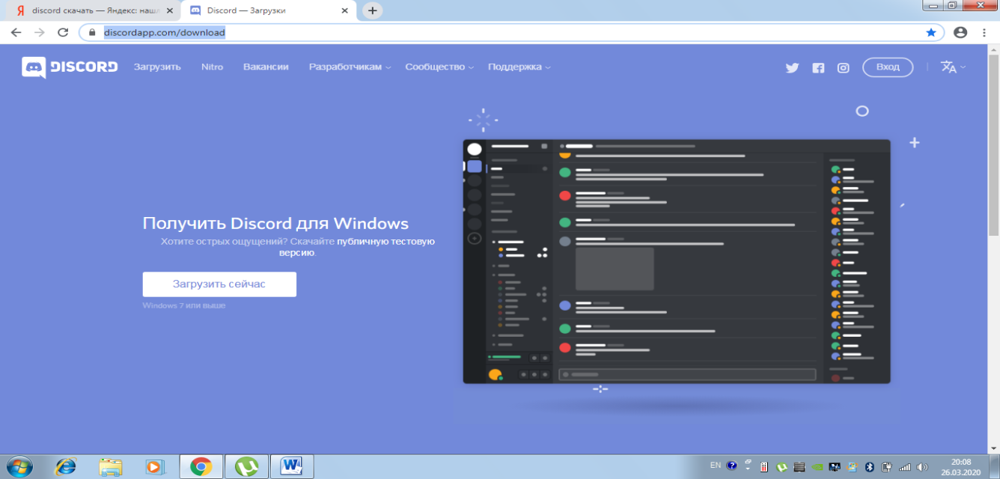 discord скачать — Яндекс: наш
Discord — Загрузки
discordapp.com/download
DISCORD
Загрузить
Nitro
Вакансии
Разработчикам
Сообщество
Поддержка
Вход
Получить Discord для Windows
Хотите острых ощущений? Скачайте публичную тестовую
версию.
Загрузить сейчас
Windows 7 или выше
EN
20:08
26.03.2020